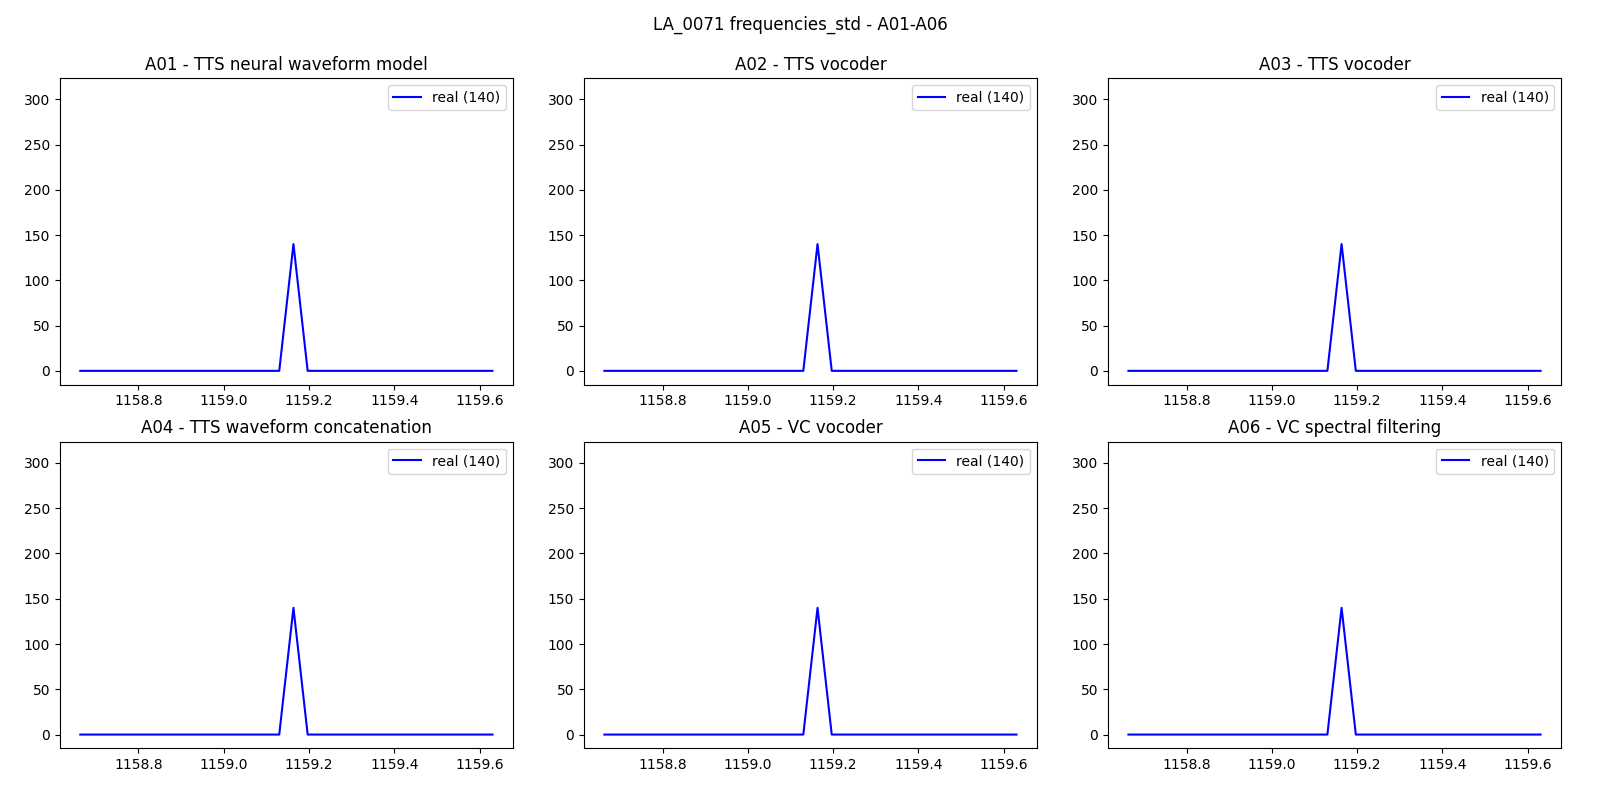 LA_0071 frequencies_std - A01-A06
A01 - TTS neural waveform model
A02 - TTS vocoder
A03 - TTS vocoder
300
250
200
150
100
50
0
real (140)
1158.8 1159.0 1159.2 1159.4 1159.6
300
250
200
150
100
50
0
real (140)
1158.8 1159.0 1159.2 1159.4 1159.6
300
250
200
150
100
50
0
real (140)
1158.8 1159.0 1159.2 1159.4 1159.6
A04 - TTS waveform concatenation
A05 - VC vocoder
A06 - VC spectral filtering
300
250
200
150
100
50
0
real (140)
1158.8 1159.0 1159.2 1159.4 1159.6
300
250
200
150
100
50
0
real (140)
1158.8 1159.0 1159.2 1159.4 1159.6
300
250
200
150
100
50
0
real (140)
1158.8 1159.0 1159.2 1159.4 1159.6